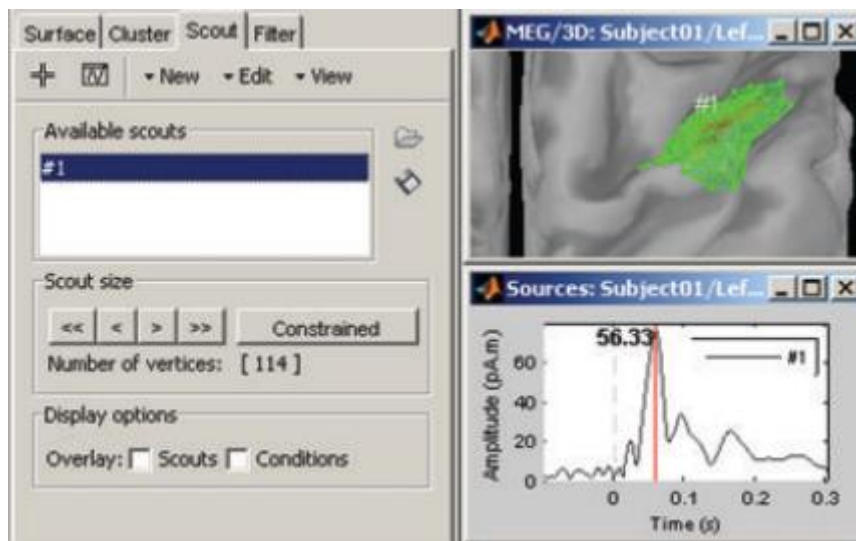 Surface Cluster Scout Filter
New Edit View
Available scouts
#1
Scout size
<< < > >> Constrained
Number of vertices: [ 114 ]
Display options
Overlay: Scouts Conditions
MEG/3D: Subject01/Lef...
#1
Sources: Subject01/Lef...
56.33
#1
Amplitude (pA.m)
60
40
20
0
0 0.1 0.2 0.3
Time (s)